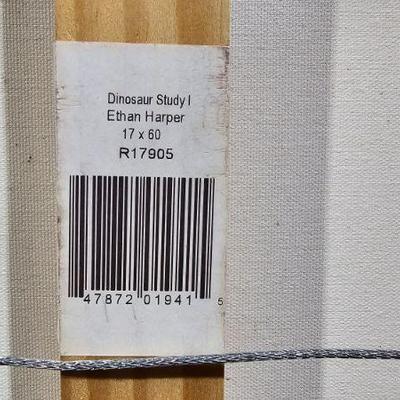 Dinosaur Study I
Ethan Harper
17 x 60
R17905
47872 01941 5